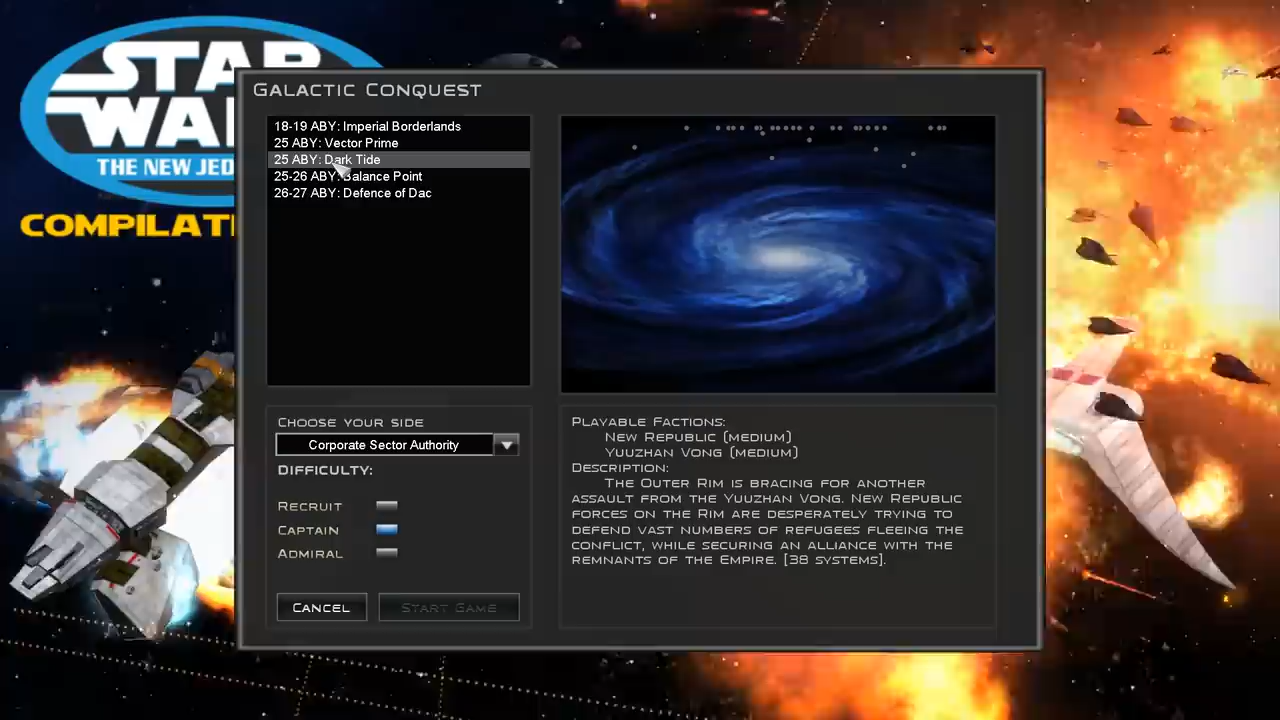 STAR
WA
THE NEW JED
COMPILATI
Galactic Conquest
18-19 ABY: Imperial Borderlands
25 ABY: Vector Prime
25 ABY: Dark Tide
25-26 ABY: Balance Point
26-27 ABY: Defence of Dac
Choose your side
Corporate Sector Authority
Difficulty:
Recruit
Captain
Admiral
Cancel
Start Game
Playable Factions:
New Republic (medium)
Yuuzhan Vong (medium)
Description:
The Outer Rim is bracing for another
assault from the Yuuzhan Vong. New Republic
forces on the Rim are desperately trying to
defend vast numbers of refugees fleeing the
conflict, while securing an alliance with the
remnants of the Empire. [38 systems].